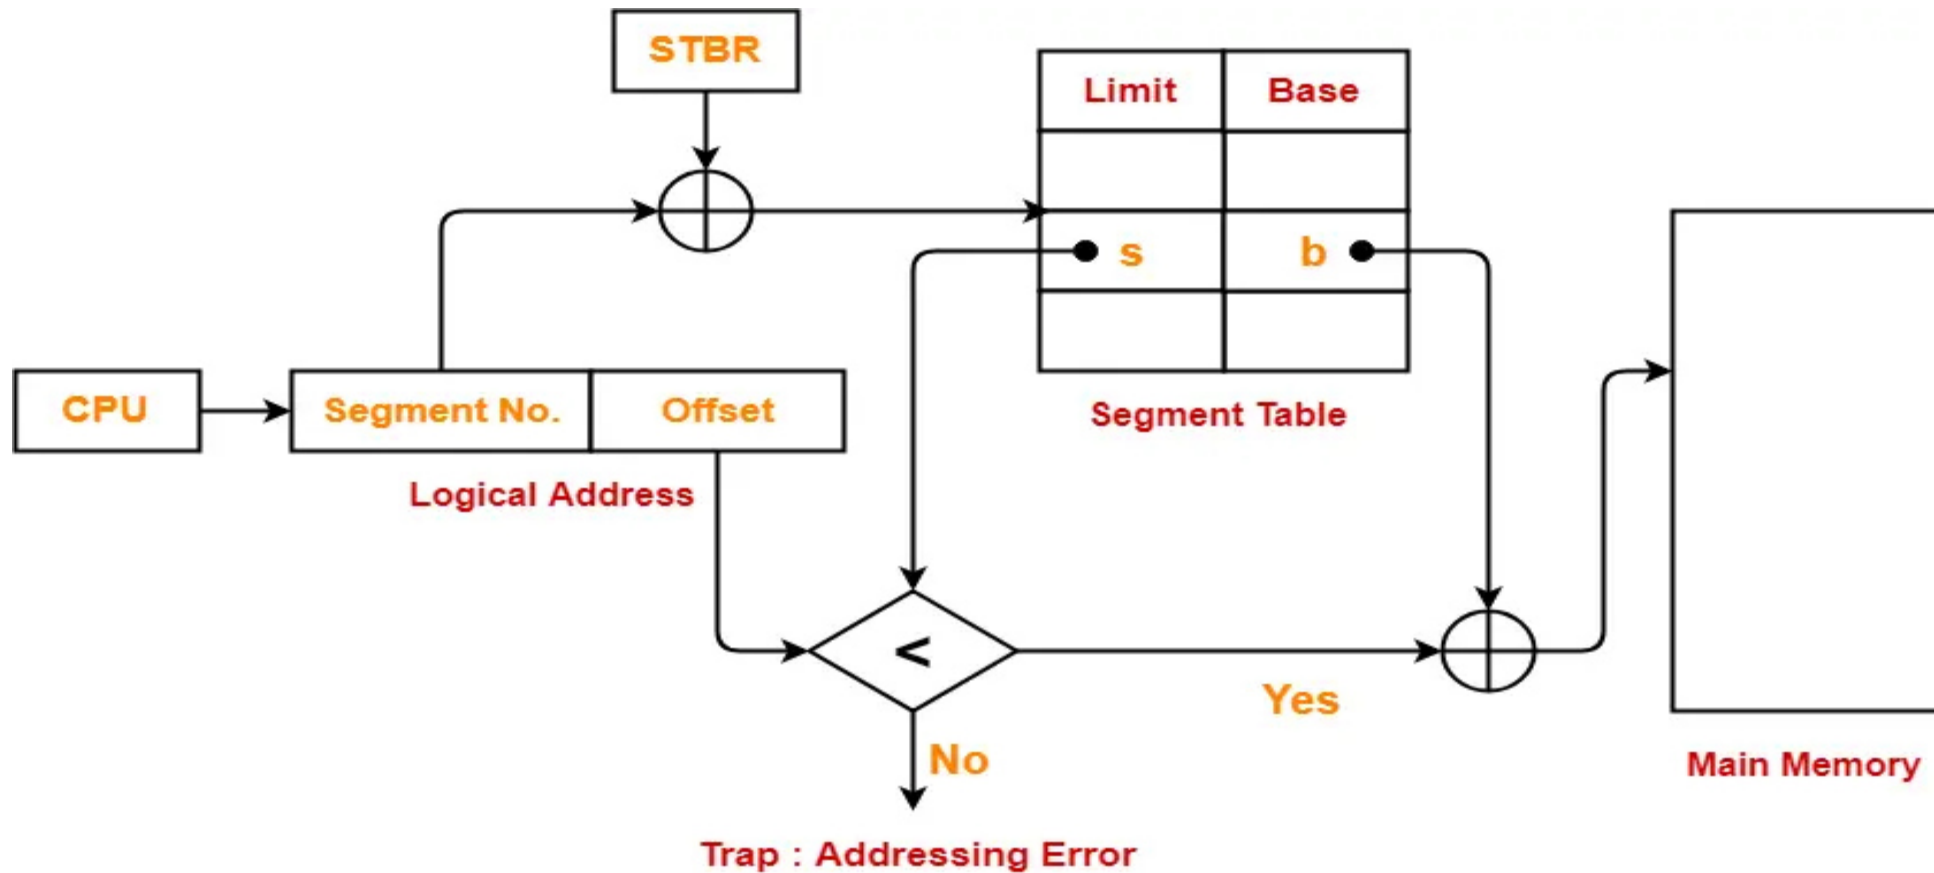 STBR
Limit
Base
s
b
CPU
Segment No.
Offset
Segment Table
Logical Address
<
Yes
No
Main Memory
Trap : Addressing Error